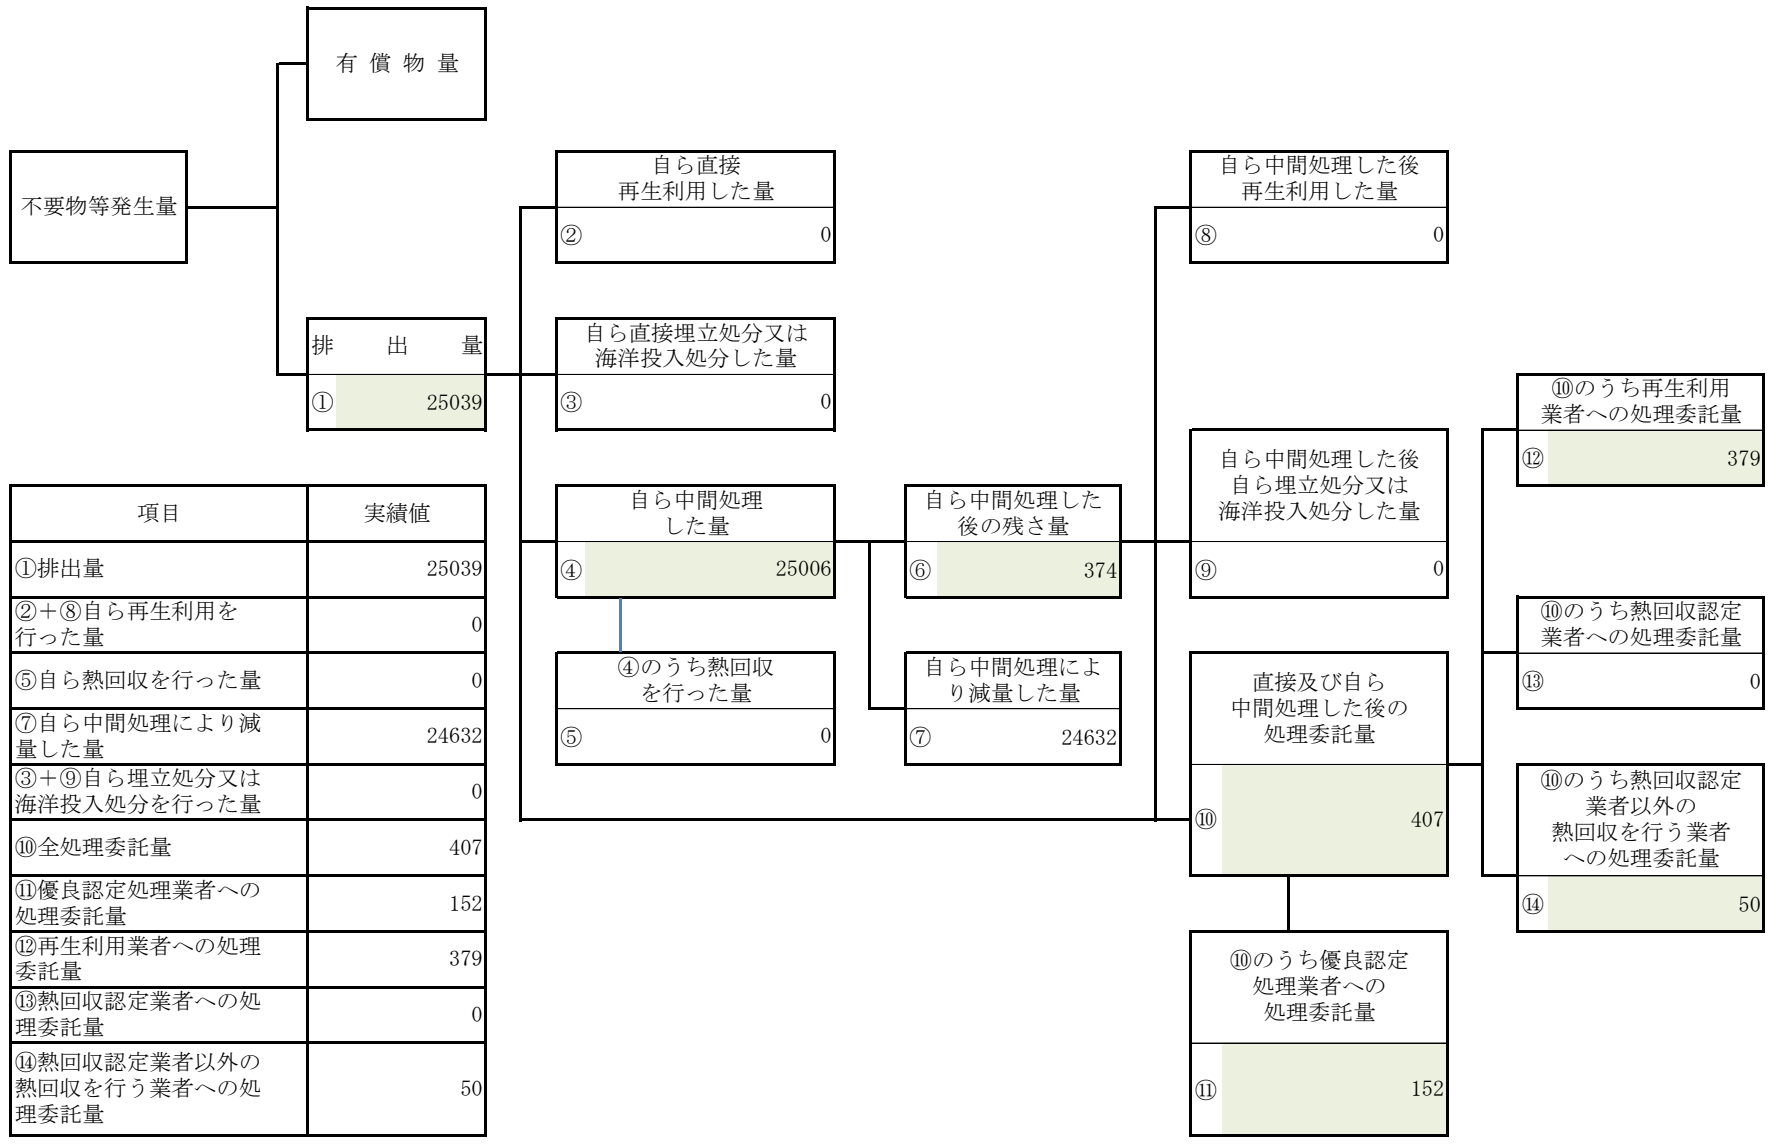 有償物量
不要物等発生量
自ら直接
再生利用した量
②
0
自ら中間処理した後
再生利用した量
⑧
0
排出量
①
25039
自ら直接埋立処分又は
海洋投入処分した量
③
0
⑩のうち再生利用
業者への処理委託量
⑫
379
自ら中間処理
した量
④
25006
自ら中間処理した
後の残さ量
⑥
374
自ら中間処理した後
自ら埋立処分又は
海洋投入処分した量
⑨
0
⑩のうち熱回収認定
業者への処理委託量
⑬
0
④のうち熱回収
を行った量
⑤
0
自ら中間処理によ
り減量した量
⑦
24632
直接及び自ら
中間処理した後の
処理委託量
⑩
407
⑩のうち熱回収認定
業者以外の
熱回収を行う業者
への処理委託量
⑭
50
⑩のうち優良認定
処理業者への
処理委託量
⑪
152
項目
実績値
①排出量
25039
②+⑧自ら再生利用を
行った量
0
⑤自ら熱回収を行った量
0
⑦自ら中間処理により減
量した量
24632
③+⑨自ら埋立処分又は
海洋投入処分を行った量
0
⑩全処理委託量
407
⑪優良認定処理業者への
処理委託量
152
⑫再生利用業者への処理
委託量
379
⑬熱回収認定業者への処
理委託量
0
⑭熱回収認定業者以外の
熱回収を行う業者への処
理委託量
50